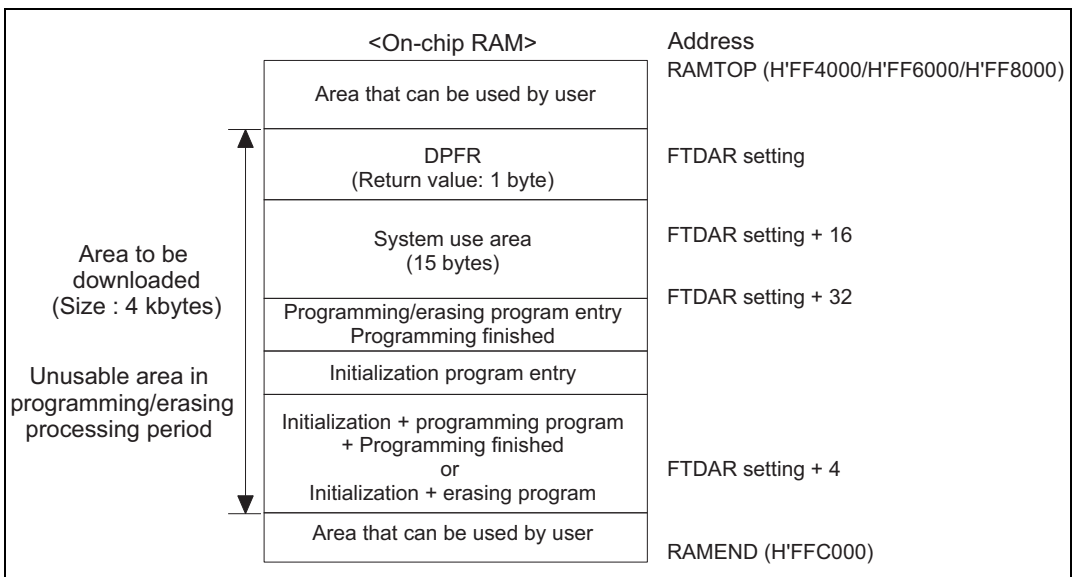 <On-chip RAM>
Address
RAMTOP (H'FF4000/H'FF6000/H'FF8000)
Area that can be used by user
DPFR
(Return value: 1 byte)
FTDAR setting
System use area
(15 bytes)
FTDAR setting + 16
Area to be
downloaded
(Size : 4 kbytes)
FTDAR setting + 32
Programming/erasing program entry
Programming finished
Initialization program entry
Unusable area in
programming/erasing
processing period
Initialization + programming program
+ Programming finished
or
Initialization + erasing program
FTDAR setting + 4
Area that can be used by user
RAMEND (H'FFC000)